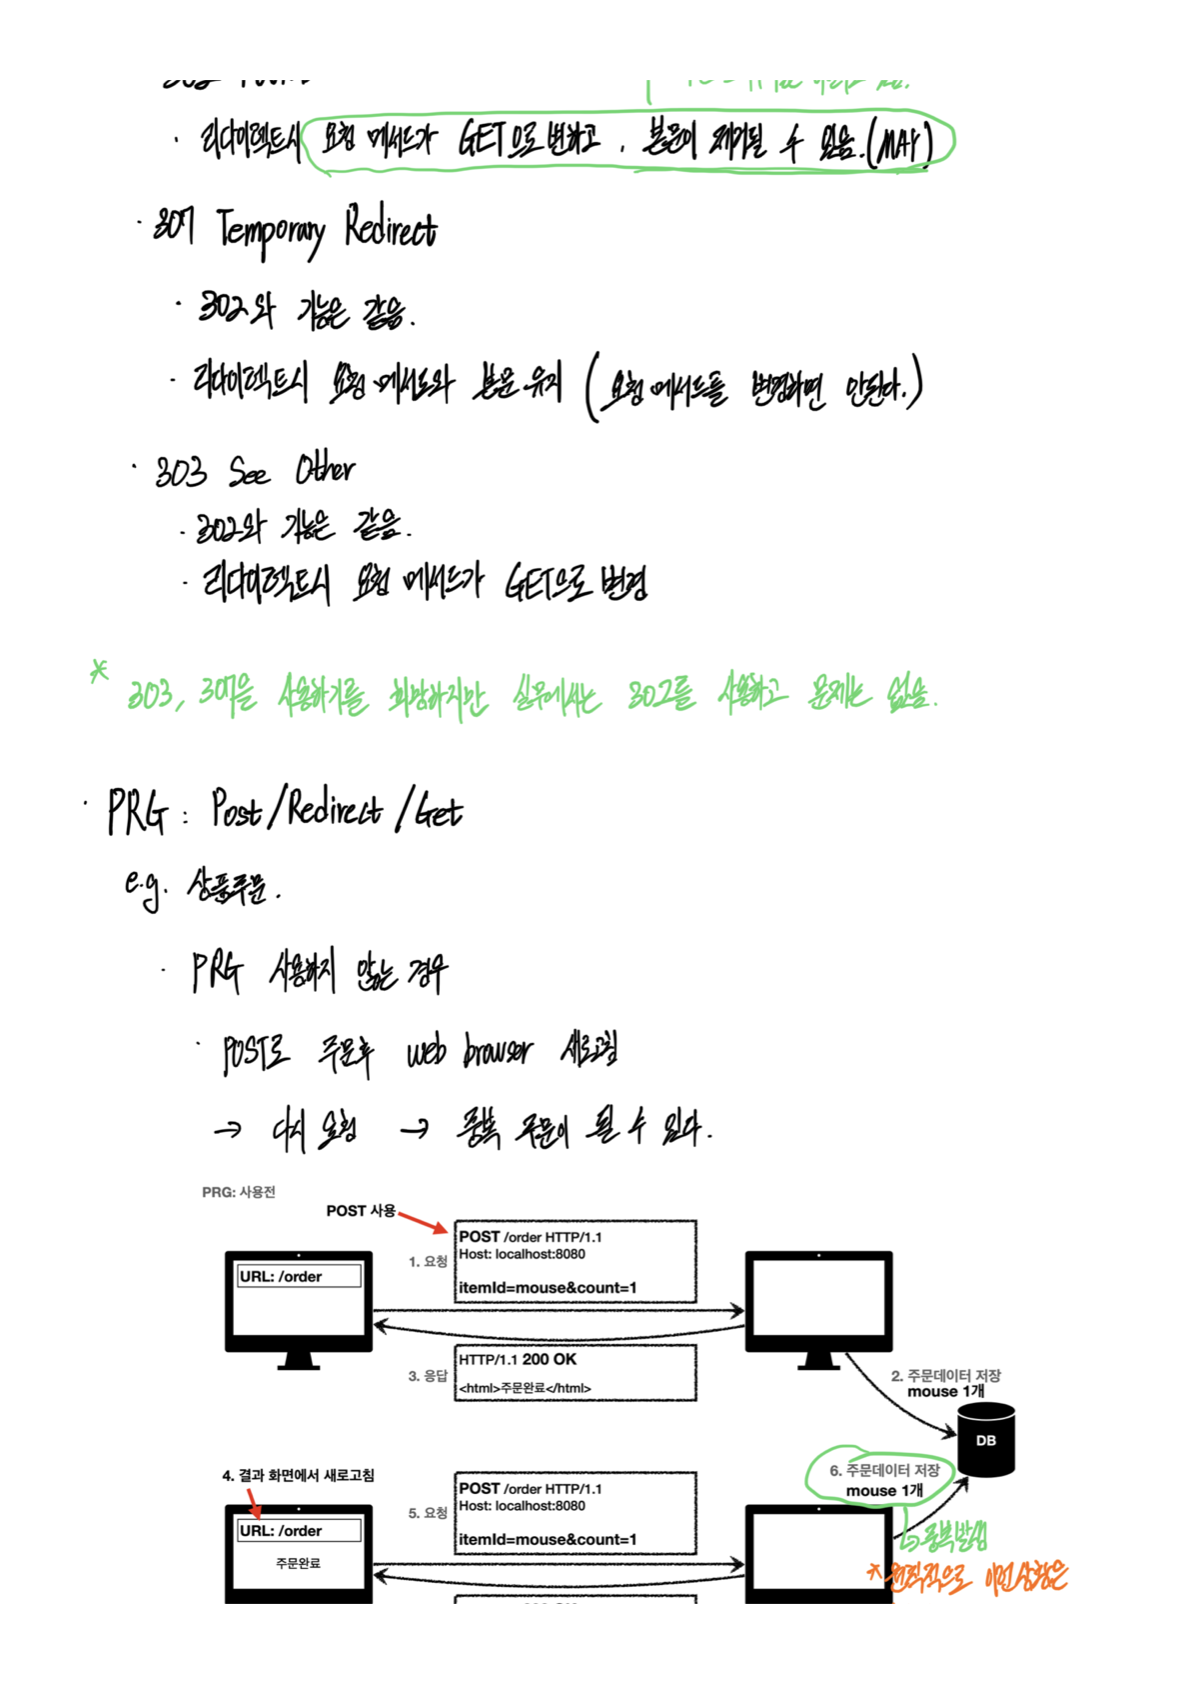 · 리다이렉트시 요청 메서드가 GET으로 변하고, 본문이 제거될 수 있음.(MAY)
· 307 Temporary Redirect
· 302와 기능은 같음.
· 리다이렉트시 요청 메서드와 본문 유지 (요청 메서드를 변경하면 안된다.)
· 303 See Other
· 302와 기능은 같음.
· 리다이렉트시 요청 메서드가 GET으로 변경
* 303, 307을 사용하기를 희망하지만 실무에서는 302를 사용하고 문제는 없음.
· PRG : Post/Redirect/Get
e.g. 상품주문.
· PRG 사용하지 않는 경우
· POST로 주문후 web browser 새로고침
→ 다시 요청 → 중복 주문이 될 수 있다.
PRG: 사용전
POST 사용
1. 요청
POST /order HTTP/1.1
Host: localhost:8080
itemId=mouse&count=1
URL: /order
3. 응답
HTTP/1.1 200 OK
<html>주문완료</html>
2. 주문데이터 저장
mouse 1개
DB
4. 결과 화면에서 새로고침
URL: /order
주문완료
5. 요청
POST /order HTTP/1.1
Host: localhost:8080
itemId=mouse&count=1
6. 주문데이터 저장
mouse 1개
중복발생
* 원칙적으로 이런상황은